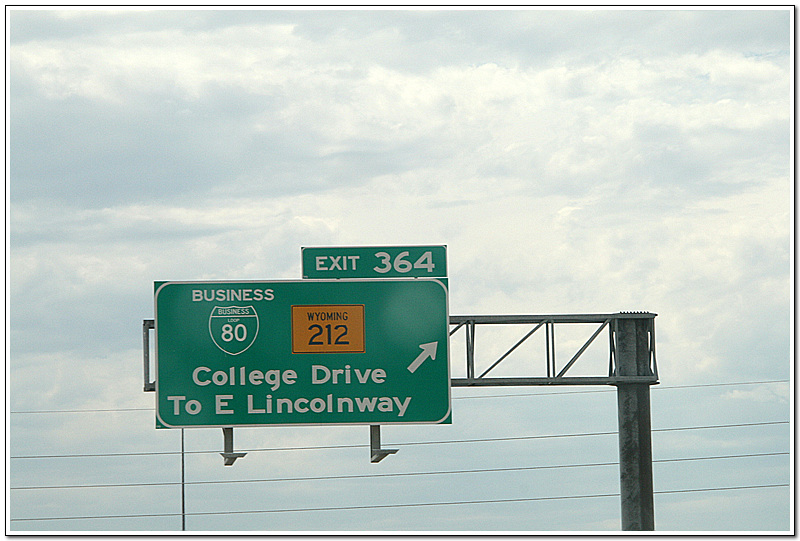 EXIT 364
BUSINESS
BUSINESS
LOOP
80
WYOMING
212
College Drive
To E Lincolnway